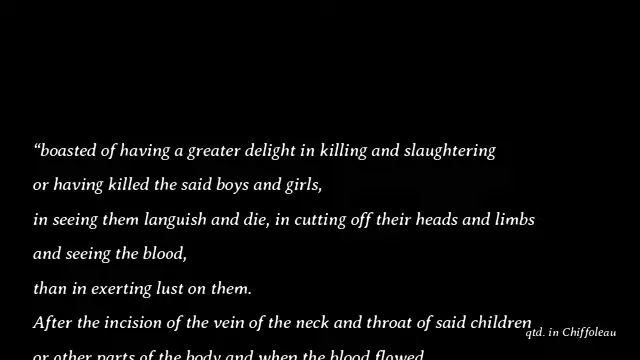 “boasted of having a greater delight in killing and slaughtering
or having killed the said boys and girls,
in seeing them languish and die, in cutting off their heads and limbs
and seeing the blood,
than in exerting lust on them.
After the incision of the vein of the neck and throat of said children
qtd. in Chiffoleau
or other parts of the body and when the blood flowed